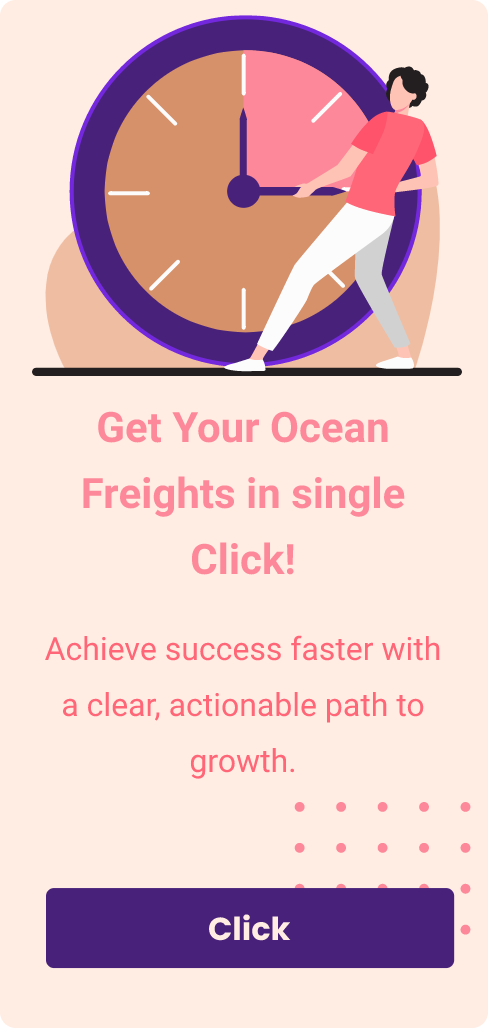 Get Your Ocean
Freights in single
Click!
Achieve success faster with
a clear, actionable path to
growth.
Click